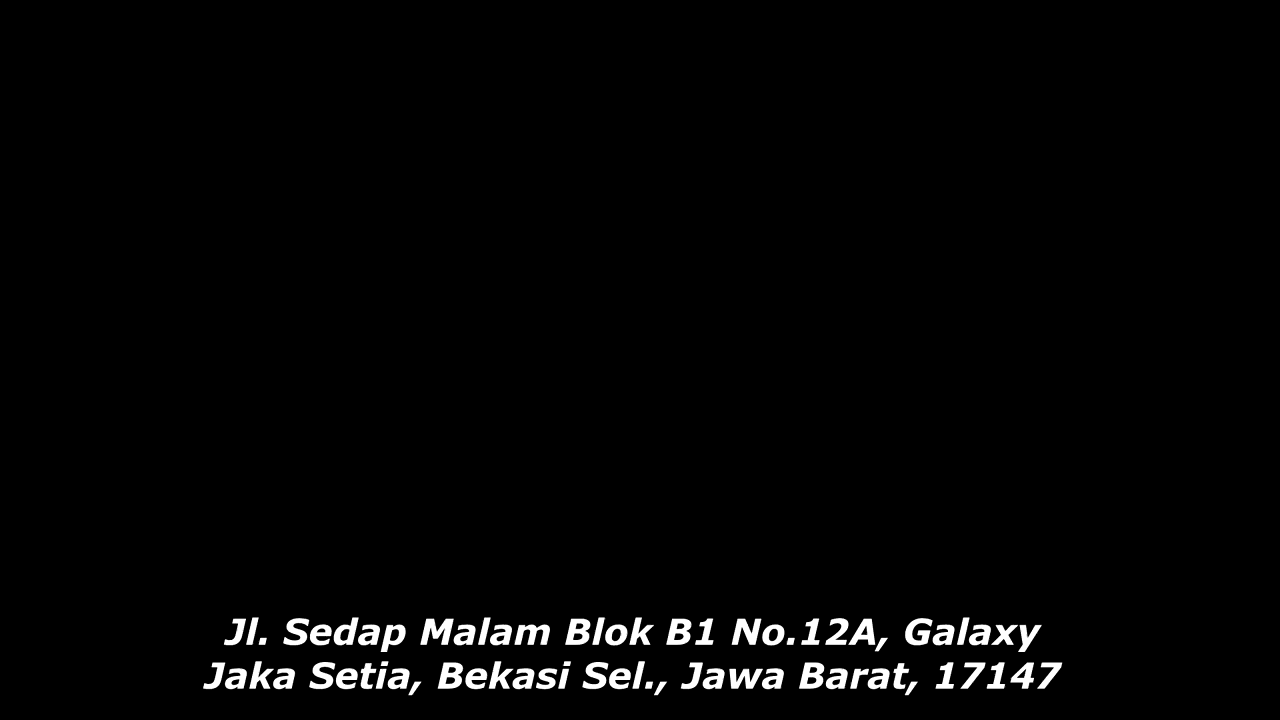 Jl. Sedap Malam Blok B1 No.12A, Galaxy
Jaka Setia, Bekasi Sel., Jawa Barat, 17147